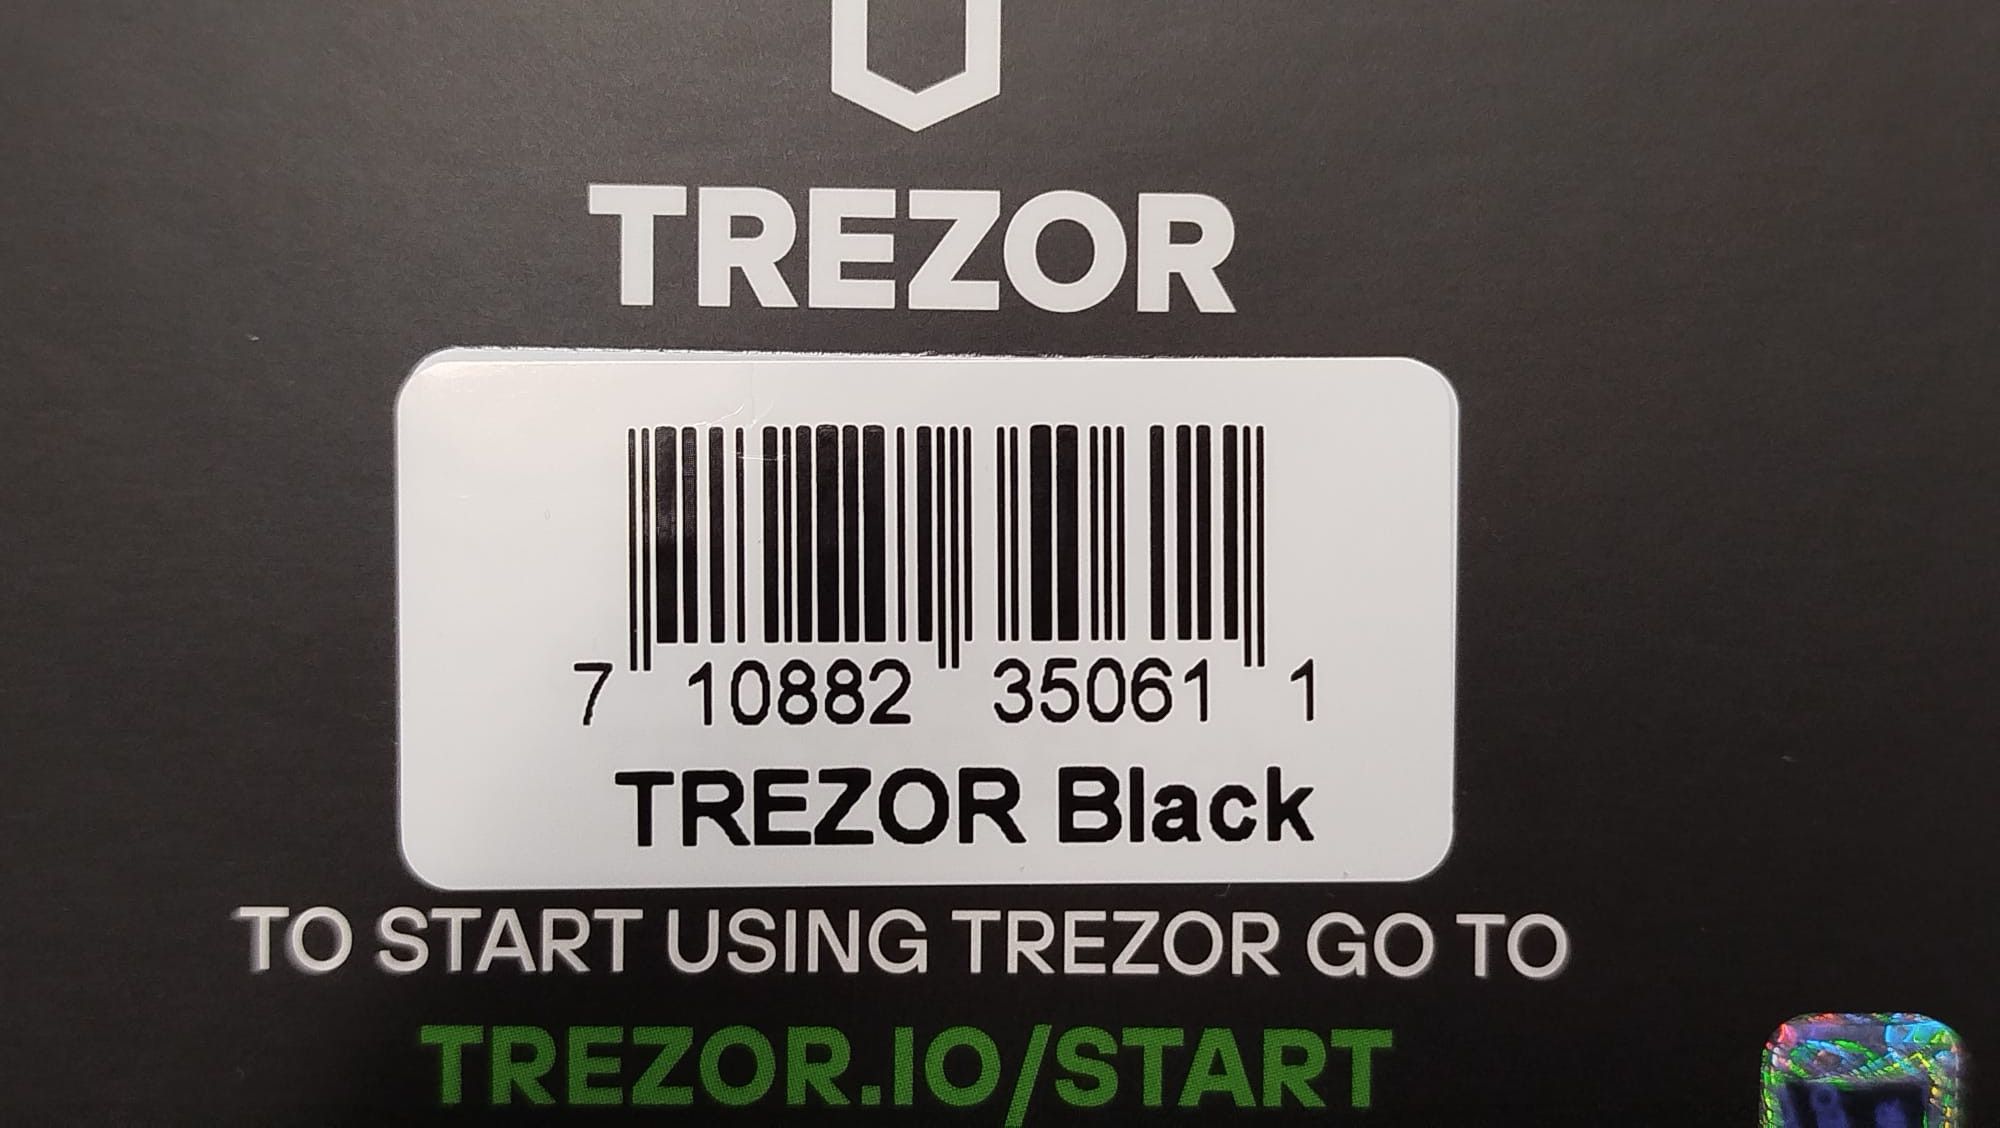 TREZOR
7 10882 35061 1
TREZOR Black
TO START USING TREZOR GO TO
TREZOR.IO/START